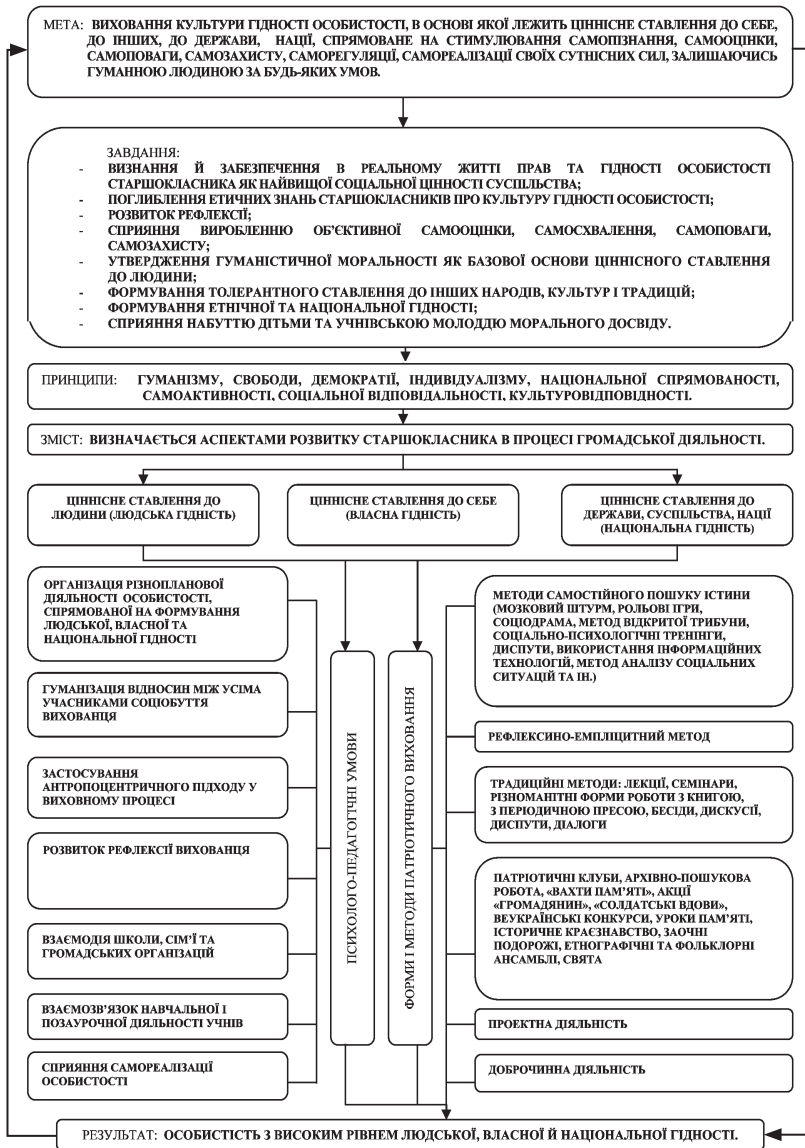 МЕТА: ВИХОВАННЯ КУЛЬТУРИ ГІДНОСТІ ОСОБИСТОСТІ, В ОСНОВІ ЯКОЇ ЛЕЖИТЬ ЦІННІСНЕ СТАВЛЕННЯ ДО СЕБЕ,
ДО ІНШИХ, ДО ДЕРЖАВИ, НАЦІЇ, СПРЯМОВАНЕ НА СТИМУЛЮВАННЯ САМОПІЗНАННЯ, САМООЦІНКИ,
САМОПОВАГИ, САМОЗАХИСТУ, САМОРЕГУЛЯЦІЇ, САМОРЕАЛІЗАЦІЇ СВОЇХ СУТНІСНИХ СИЛ, ЗАЛИШАЮЧИСЬ
ГУМАННОЮ ЛЮДИНОЮ ЗА БУДЬ-ЯКИХ УМОВ.
ЗАВДАННЯ:
- ВИЗНАННЯ Й ЗАБЕЗПЕЧЕННЯ В РЕАЛЬНОМУ ЖИТТІ ПРАВ ТА ГІДНОСТІ ОСОБИСТОСТІ
СТАРШОКЛАСНИКА ЯК НАЙВИЩОЇ СОЦІАЛЬНОЇ ЦІННОСТІ СУСПІЛЬСТВА;
- ПОГЛИБЛЕННЯ ЕТИЧНИХ ЗНАНЬ СТАРШОКЛАСНИКІВ ПРО КУЛЬТУРУ ГІДНОСТІ ОСОБИСТОСТІ;
- РОЗВИТОК РЕФЛЕКСІЇ;
- СПРИЯННЯ ВИРОБЛЕННЮ ОБ’ЄКТИВНОЇ САМООЦІНКИ, САМОСХВАЛЕННЯ, САМОПОВАГИ,
САМОЗАХИСТУ;
- УТВЕРДЖЕННЯ ГУМАНІСТИЧНОЇ МОРАЛЬНОСТІ ЯК БАЗОВОЇ ОСНОВИ ЦІННІСНОГО СТАВЛЕННЯ
ДО ЛЮДИНИ;
- ФОРМУВАННЯ ТОЛЕРАНТНОГО СТАВЛЕННЯ ДО ІНШИХ НАРОДІВ, КУЛЬТУР І ТРАДИЦІЙ;
- ФОРМУВАННЯ ЕТНІЧНОЇ ТА НАЦІОНАЛЬНОЇ ГІДНОСТІ;
- СПРИЯННЯ НАБУТТЮ ДІТЬМИ ТА УЧНІВСЬКОЮ МОЛОДДЮ МОРАЛЬНОГО ДОСВІДУ.
ПРИНЦИПИ: ГУМАНІЗМУ, СВОБОДИ, ДЕМОКРАТІЇ, ІНДИВИДУАЛІЗМУ, НАЦІОНАЛЬНОЇ СПРЯМОВАНОСТІ,
САМОАКТИВНОСТІ, СОЦІАЛЬНОЇ ВІДПОВІДАЛЬНОСТІ, КУЛЬТУРОВІДПОВІДНОСТІ.
ЗМІСТ: ВИЗНАЧАЄТЬСЯ АСПЕКТАМИ РОЗВИТКУ СТАРШОКЛАСНИКА В ПРОЦЕСІ ГРОМАДСЬКОЇ ДІЯЛЬНОСТІ.
ЦІННІСНЕ СТАВЛЕННЯ ДО
ЛЮДИНИ (ЛЮДСЬКА ГІДНІСТЬ)
ЦІННІСНЕ СТАВЛЕННЯ ДО СЕБЕ
(ВЛАСНА ГІДНІСТЬ)
ЦІННІСНЕ СТАВЛЕННЯ ДО
ДЕРЖАВИ, СУСПІЛЬСТВА, НАЦІЇ
(НАЦІОНАЛЬНА ГІДНІСТЬ)
ОРГАНІЗАЦІЯ РІЗНОПЛАНОВОЇ
ДІЯЛЬНОСТІ ОСОБИСТОСТІ,
СПРЯМОВАНОЇ НА ФОРМУВАННЯ
ЛЮДСЬКОЇ, ВЛАСНОЇ ТА
НАЦІОНАЛЬНОЇ ГІДНОСТІ
ГУМАНІЗАЦІЯ ВІДНОСИН МІЖ УСІМА
УЧАСНИКАМИ СОЦІОБУТТЯ
ВИХОВАНЦЯ
ЗАСТОСУВАННЯ
АНТРОПОЦЕНТРИЧНОГО ПІДХОДУ У
ВИХОВНОМУ ПРОЦЕСІ
РОЗВИТОК РЕФЛЕКСІЇ ВИХОВАНЦЯ
ВЗАЄМОДІЯ ШКОЛИ, СІМ’Ї ТА
ГРОМАДСЬКИХ ОРГАНІЗАЦІЙ
ВЗАЄМОЗВ’ЯЗОК НАВЧАЛЬНОЇ І
ПОЗАУРОЧНОЇ ДІЯЛЬНОСТІ УЧНІВ
СПРИЯННЯ САМОРЕАЛІЗАЦІЇ
ОСОБИСТОСТІ
ПСИХОЛОГО-ПЕДАГОГІЧНІ УМОВИ
ФОРМИ І МЕТОДИ ПАТРІОТИЧНОГО ВИХОВАННЯ
МЕТОДИ САМОСТІЙНОГО ПОШУКУ ІСТИНИ
(МОЗКОВИЙ ШТУРМ, РОЛЬОВІ ІГРИ,
СОЦІОДРАМА, МЕТОД ВІДКРИТОЇ ТРИБУНИ,
СОЦІАЛЬНО-ПСИХОЛОГІЧНІ ТРЕНІНГИ,
ДИСПУТИ, ВИКОРИСТАННЯ ІНФОРМАЦІЙНИХ
ТЕХНОЛОГІЙ, МЕТОД АНАЛІЗУ СОЦІАЛЬНИХ
СИТУАЦІЙ ТА ІН.)
РЕФЛЕКСИНО-ЕМПЛІЦИТНИЙ МЕТОД
ТРАДИЦІЙНІ МЕТОДИ: ЛЕКЦІЇ, СЕМІНАРИ,
РІЗНОМАНІТНІ ФОРМИ РОБОТИ З КНИГОЮ,
З ПЕРІОДИЧНОЮ ПРЕСОЮ, БЕСІДИ, ДИСКУСІЇ,
ДИСПУТИ, ДІАЛОГИ
ПАТРІОТИЧНІ КЛУБИ, АРХІВНО-ПОШУКОВА
РОБОТА, «ВАХТИ ПАМ’ЯТІ», АКЦІЇ
«ГРОМАДЯНИН», «СОЛДАТСЬКІ ВДОВИ»,
ВЕУКРАЇНСЬКІ КОНКУРСИ, УРОКИ ПАМ’ЯТІ,
ІСТОРИЧНЕ КРАЄЗНАВСТВО, ЗАОЧНІ
ПОДОРОЖІ, ЕТНОГРАФІЧНІ ТА ФОЛЬКЛОРНІ
АНСАМБЛІ, СВЯТА
ПРОЕКТНА ДІЯЛЬНІСТЬ
ДОБРОЧИННА ДІЯЛЬНІСТЬ
РЕЗУЛЬТАТ: ОСОБИСТІСТЬ З ВИСОКИМ РІВНЕМ ЛЮДСЬКОЇ, ВЛАСНОЇ Й НАЦІОНАЛЬНОЇ ГІДНОСТІ.